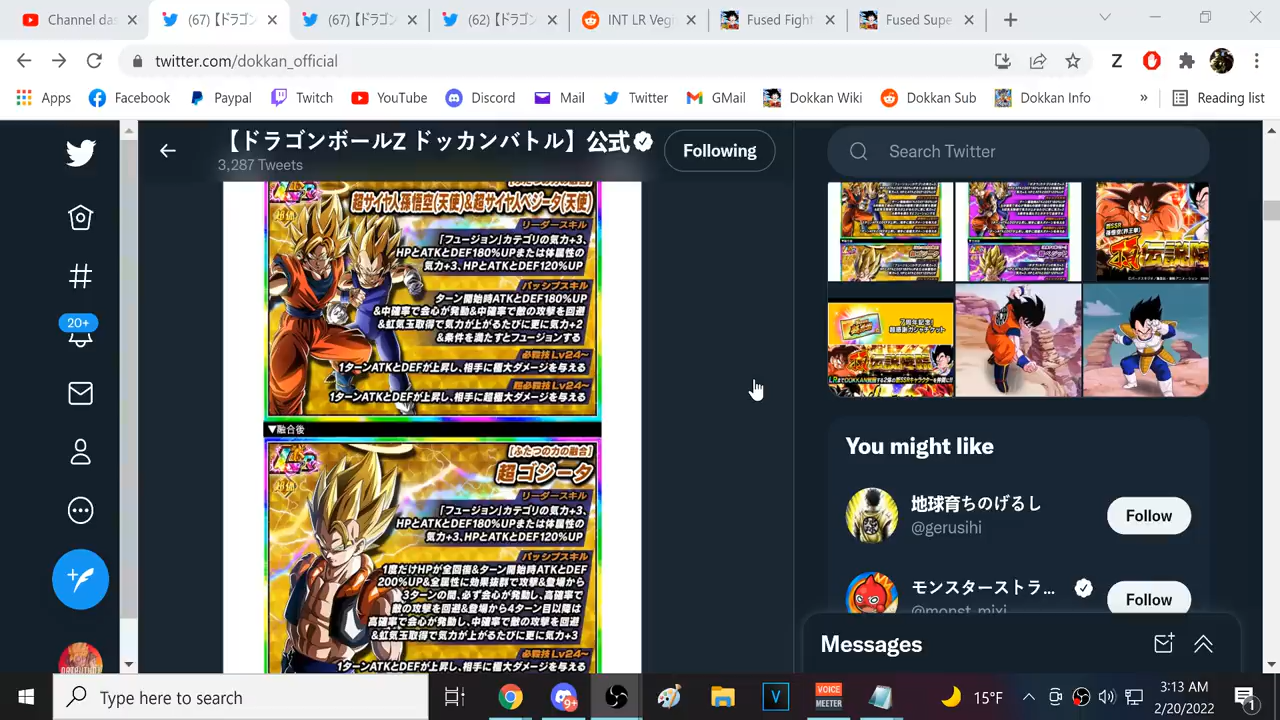 Channel das
(67)【ドラゴン
(67)【ドラゴン
(62)【ドラゴン
INT LR Vegi
Fused Fight
Fused Supe
twitter.com/dokkan_official
Z
Apps
Facebook
Paypal
Twitch
YouTube
Discord
Mail
Twitter
GMail
Dokkan Wiki
Dokkan Sub
Dokkan Info
»
Reading list
【ドラゴンボールZ ドッカンバトル】公式
3,287 Tweets
Following
Search Twitter
20+
[ふたつの力の融合]
超サイヤ人孫悟空(天使)&超サイヤ人ベジータ(天使)
リーダースキル
「フュージョン」カテゴリの気力+3、
HPとATKとDEF180%UPまたは体属性の
気力+3、HPとATKとDEF120%UP
パッシブスキル
ターン開始時ATKとDEF180%UP
&中確率で会心が発動&中確率で敵の攻撃を回避
&虹気玉取得で気力が上がるたびに更に気力+2
&条件を満たすとフュージョンする
必殺技 Lv24~
1ターンATKとDEFが上昇し、相手に極大ダメージを与える
超必殺技 Lv24~
1ターンATKとDEFが上昇し、相手に超極大ダメージを与える
▼融合後
[ふたつの力の融合]
超ゴジータ
リーダースキル
「フュージョン」カテゴリの気力+3、
HPとATKとDEF180%UPまたは体属性の
気力+3、HPとATKとDEF120%UP
パッシブスキル
1度だけHPが全回復&ターン開始時ATKとDEF
200%UP&全属性に効果抜群で攻撃&登場から
3ターンの間、必ず会心が発動し、高確率で
敵の攻撃を回避&登場から4ターン目以降は
高確率で会心が発動し、中確率で敵の攻撃を回避
&虹気玉取得で気力が上がるたびに更に気力+3
必殺技 Lv24~
1ターンATKとDEFが上昇し、相手に極大ダメージを与える
7周年記念!
You might like
地球育ちのげるし
@gerusihi
Follow
モンスターストラ...
@monst_mixi
Follow
Messages
Type here to search
9+
V
VOICE
MEETER
15°F
3:13 AM
2/20/2022
1